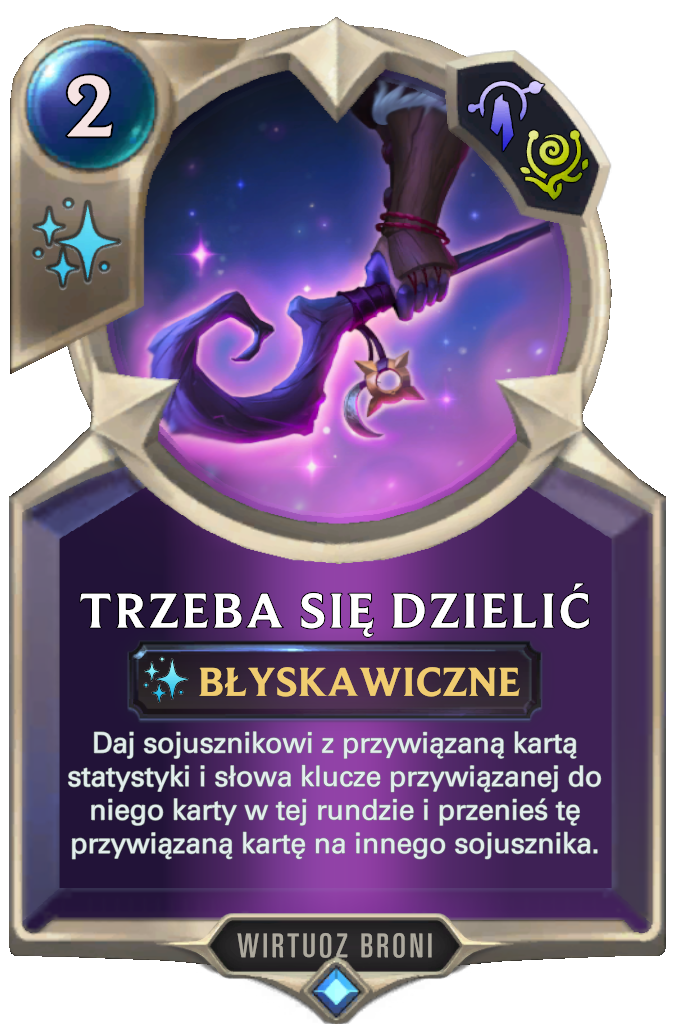 2
TRZEBA SIĘ DZIELIĆ
BŁYSKAWICZNE
Daj sojusznikowi z przywiązaną kartą
statystyki i słowa klucze przywiązanej do
niego karty w tej rundzie i przenieś tę
przywiązaną kartę na innego sojusznika.
WIRTUOZ BRONI